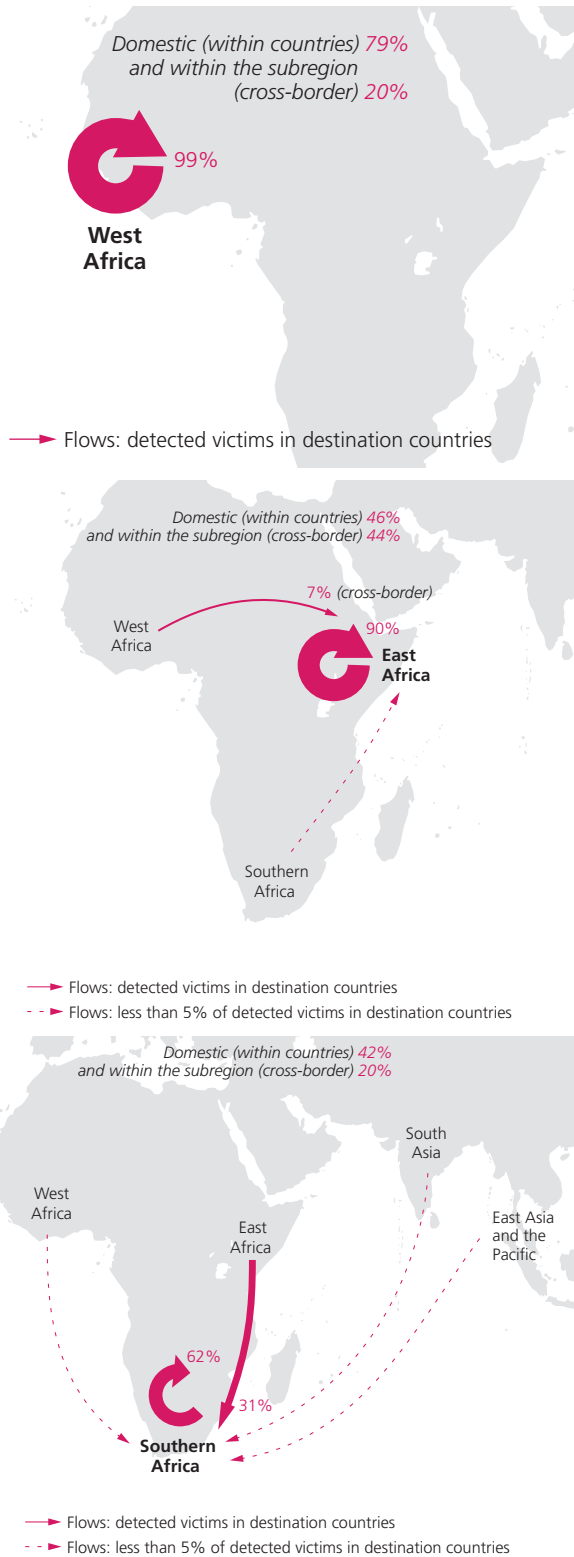 Domestic (within countries) 79%
and within the subregion
(cross-border) 20%
99%
West
Africa
Flows: detected victims in destination countries
Domestic (within countries) 46%
and within the subregion (cross-border) 44%
7% (cross-border)
West
Africa
90%
East
Africa
Southern
Africa
Flows: detected victims in destination countries
Flows: less than 5% of detected victims in destination countries
Domestic (within countries) 42%
and within the subregion (cross-border) 20%
South
Asia
West
Africa
East
Africa
East Asia
and the
Pacific
62%
31%
Southern
Africa
Flows: detected victims in destination countries
Flows: less than 5% of detected victims in destination countries